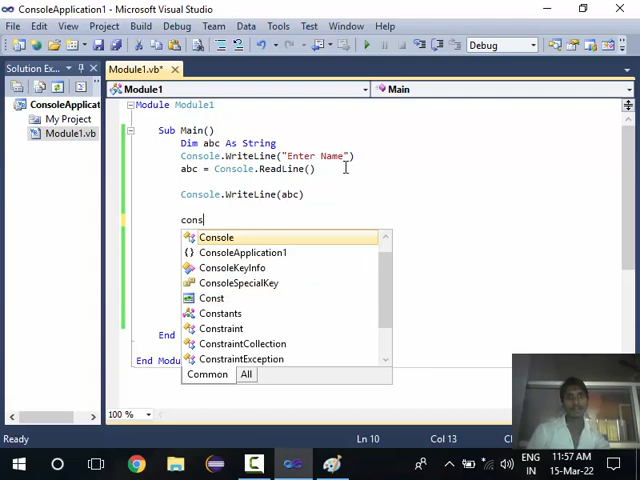 ConsoleApplication1 - Microsoft Visual Studio
File Edit View Project Build Debug Team Data Tools Test Window Help
Debug
Solution Ex...
Module1.vb*
Module1
Main
ConsoleApplicat
My Project
Module1.vb
Module Module1
Sub Main()
Dim abc As String
Console.WriteLine("Enter Name")
abc = Console.ReadLine()
Console.WriteLine(abc)
cons
Console
ConsoleApplication1
ConsoleKeyInfo
ConsoleSpecialKey
Const
Constants
Constraint
ConstraintCollection
ConstraintException
Common All
End
End Modu
100 %
Ready
Ln 10
Col 13
ENG
IN
11:57 AM
15-Mar-22